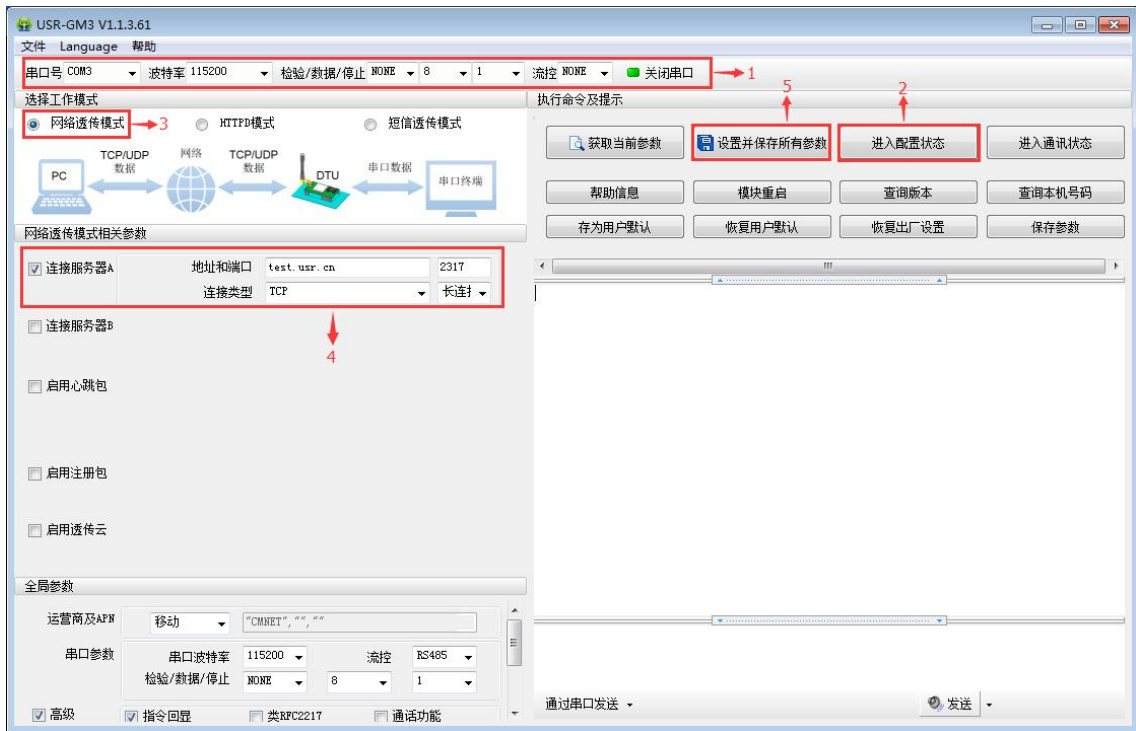 USR-GM3 V1.1.3.61
文件 Language 帮助
串口号 COM3 波特率 115200 检验/数据/停止 NONE 8 1 流控 NONE 关闭串口 1
选择工作模式
网络透传模式 3 HTTPD模式 短信透传模式
PC TCP/UDP 数据 网络 TCP/UDP 数据 DTU 串口数据 串口终端
网络透传模式相关参数
连接服务器A 地址和端口 test.usr.cn 2317
连接类型 TCP 长连接
4
连接服务器B
启用心跳包
启用注册包
启用透传云
全局参数
运营商及APN 移动 "CMNET","",""
串口参数 串口波特率 115200 流控 RS485
检验/数据/停止 NONE 8 1
高级 指令回显 类RFC2217 通话功能
执行命令及提示
5 2
获取当前参数 设置并保存所有参数 进入配置状态 进入通讯状态
帮助信息 模块重启 查询版本 查询本机号码
存为用户默认 恢复用户默认 恢复出厂设置 保存参数
通过串口发送 发送